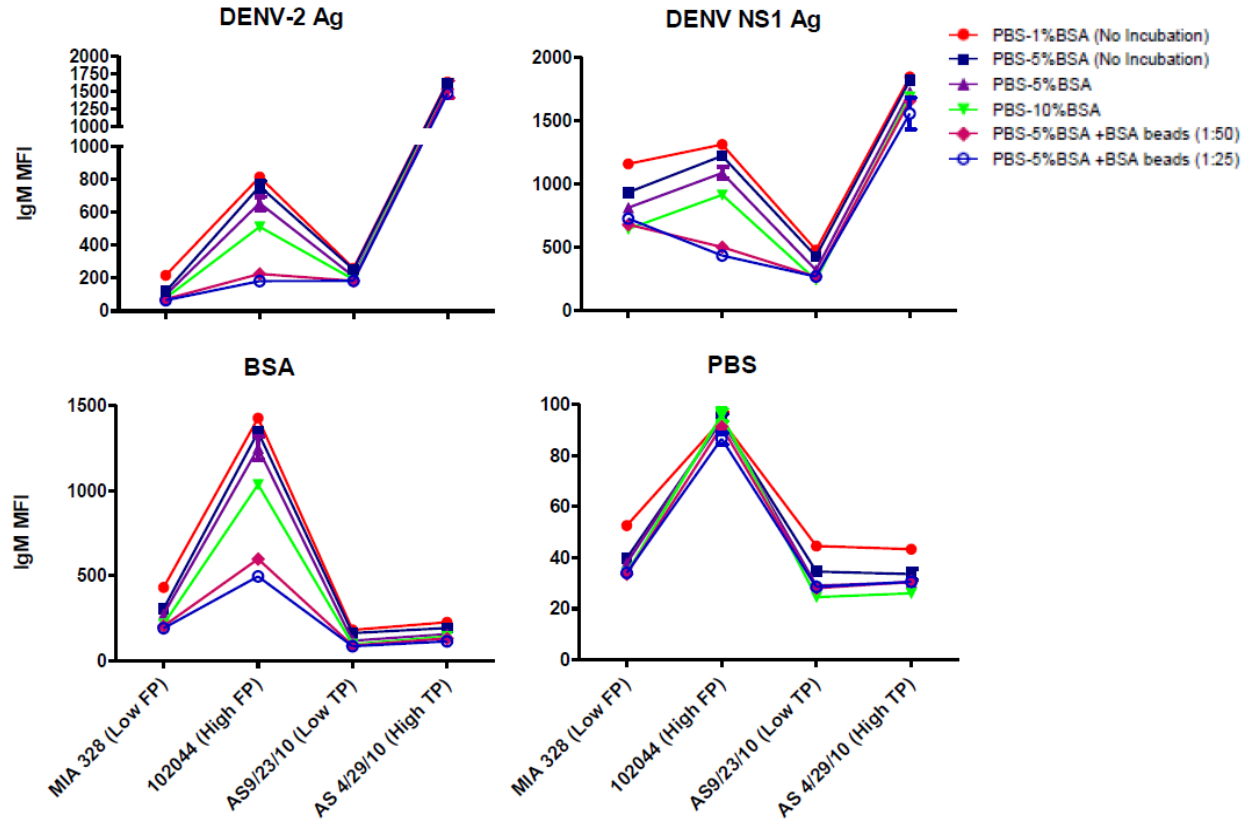 DENV-2 Ag
DENV NS1 Ag
PBS-1%BSA (No Incubation)
PBS-5%BSA (No Incubation)
PBS-5%BSA
PBS-10%BSA
PBS-5%BSA +BSA beads (1:50)
PBS-5%BSA +BSA beads (1:25)
IgM MFI
2000
1750
1500
1250
1000
1000
800
600
400
200
0
2000
1500
1000
500
0
BSA
PBS
IgM MFI
1500
1000
500
0
100
80
60
40
20
0
MIA 328 (Low FP)
102044 (High FP)
AS9/23/10 (Low TP)
AS 4/29/10 (High TP)
MIA 328 (Low FP)
102044 (High FP)
AS9/23/10 (Low TP)
AS 4/29/10 (High TP)